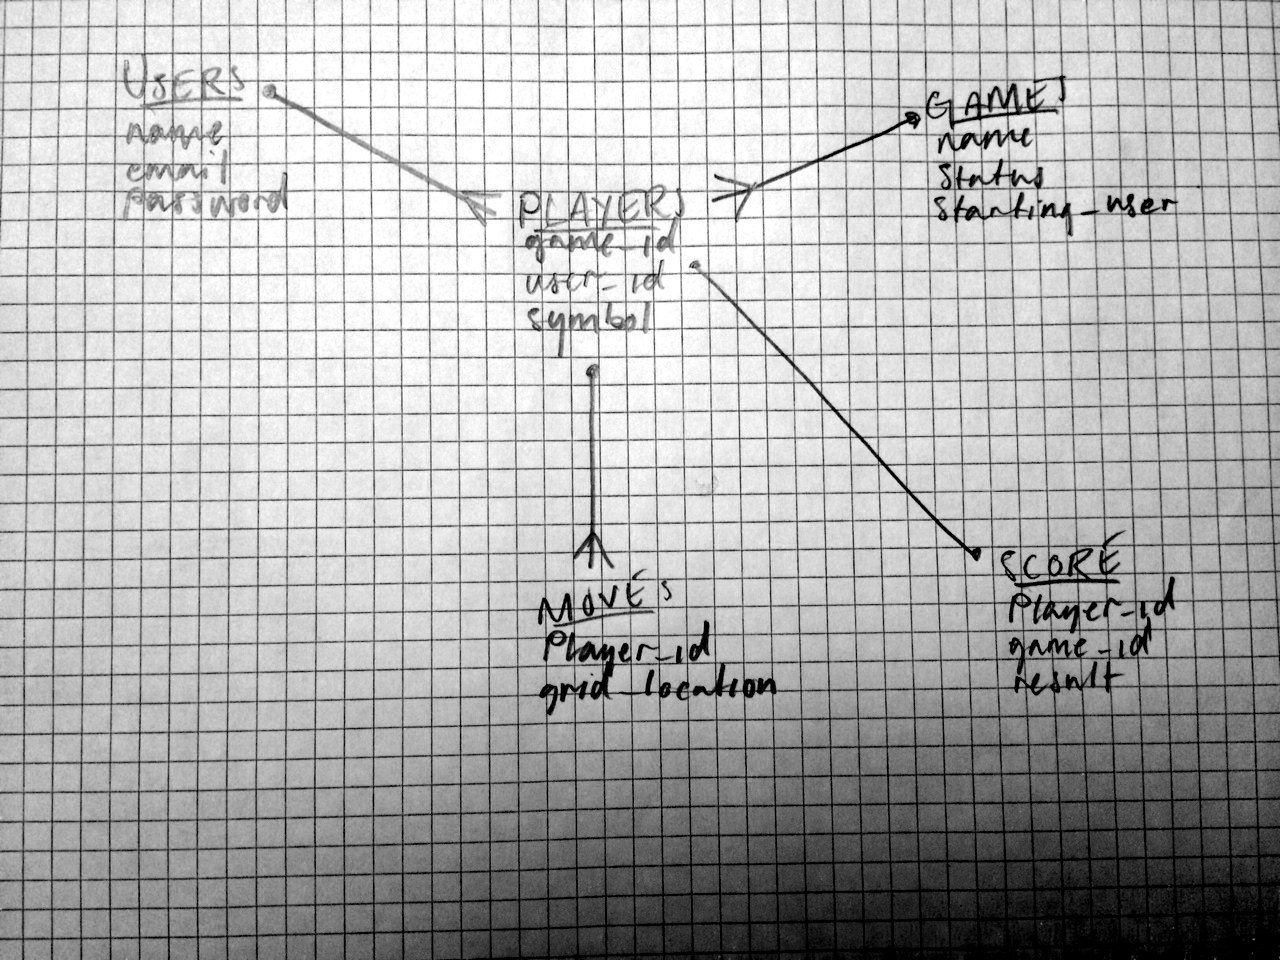 USERS
name
email
password
GAMES
name
status
starting_user
PLAYERS
game_id
user_id
symbol
MOVES
Player_id
grid_location
SCORE
Player_id
game_id
result